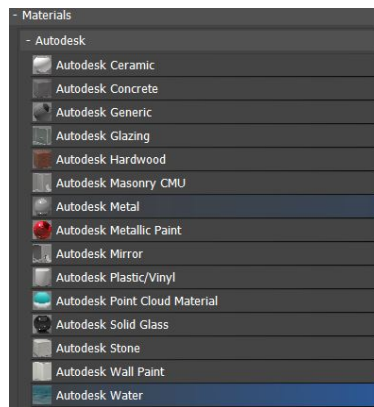 - Materials
- Autodesk
Autodesk Ceramic
Autodesk Concrete
Autodesk Generic
Autodesk Glazing
Autodesk Hardwood
Autodesk Masonry CMU
Autodesk Metal
Autodesk Metallic Paint
Autodesk Mirror
Autodesk Plastic/Vinyl
Autodesk Point Cloud Material
Autodesk Solid Glass
Autodesk Stone
Autodesk Wall Paint
Autodesk Water